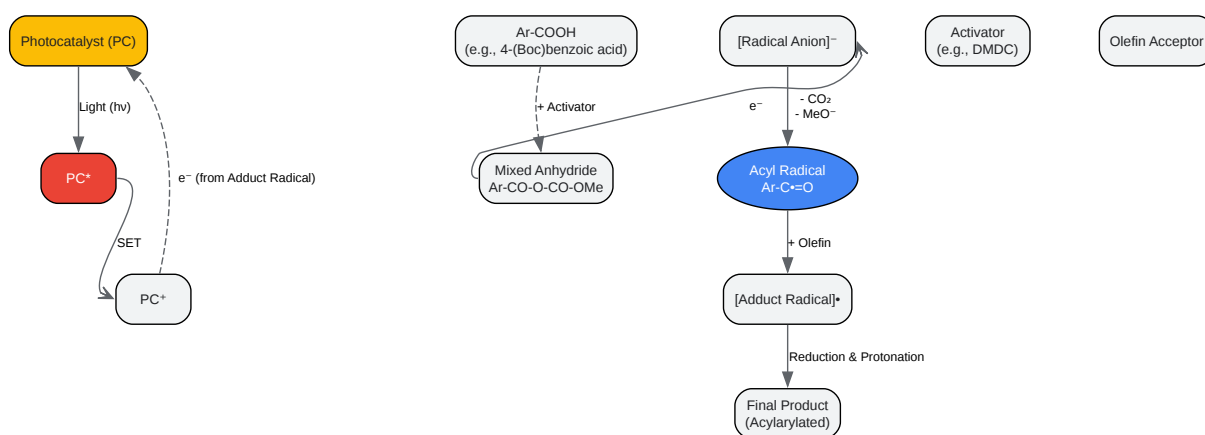 Photocatalyst (PC)
Ar-COOH
(e.g., 4-(Boc)benzoic acid)
[Radical Anion]⁻
Activator
(e.g., DMDC)
Olefin Acceptor
Light (hν)
+ Activator
e⁻
- CO₂
- MeO⁻
PC*
e⁻ (from Adduct Radical)
Mixed Anhydride
Ar-CO-O-CO-OMe
Acyl Radical
Ar-C•=O
SET
+ Olefin
PC⁺
[Adduct Radical]•
Reduction & Protonation
Final Product
(Acylarylated)